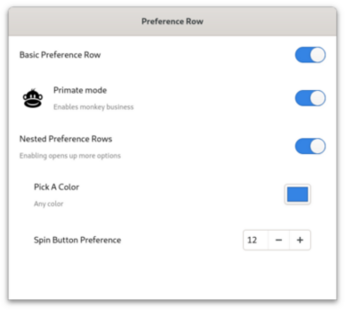 Preference Row
Basic Preference Row
Primate mode
Enables monkey business
Nested Preference Rows
Enabling opens up more options
Pick A Color
Any color
Spin Button Preference
12 − +